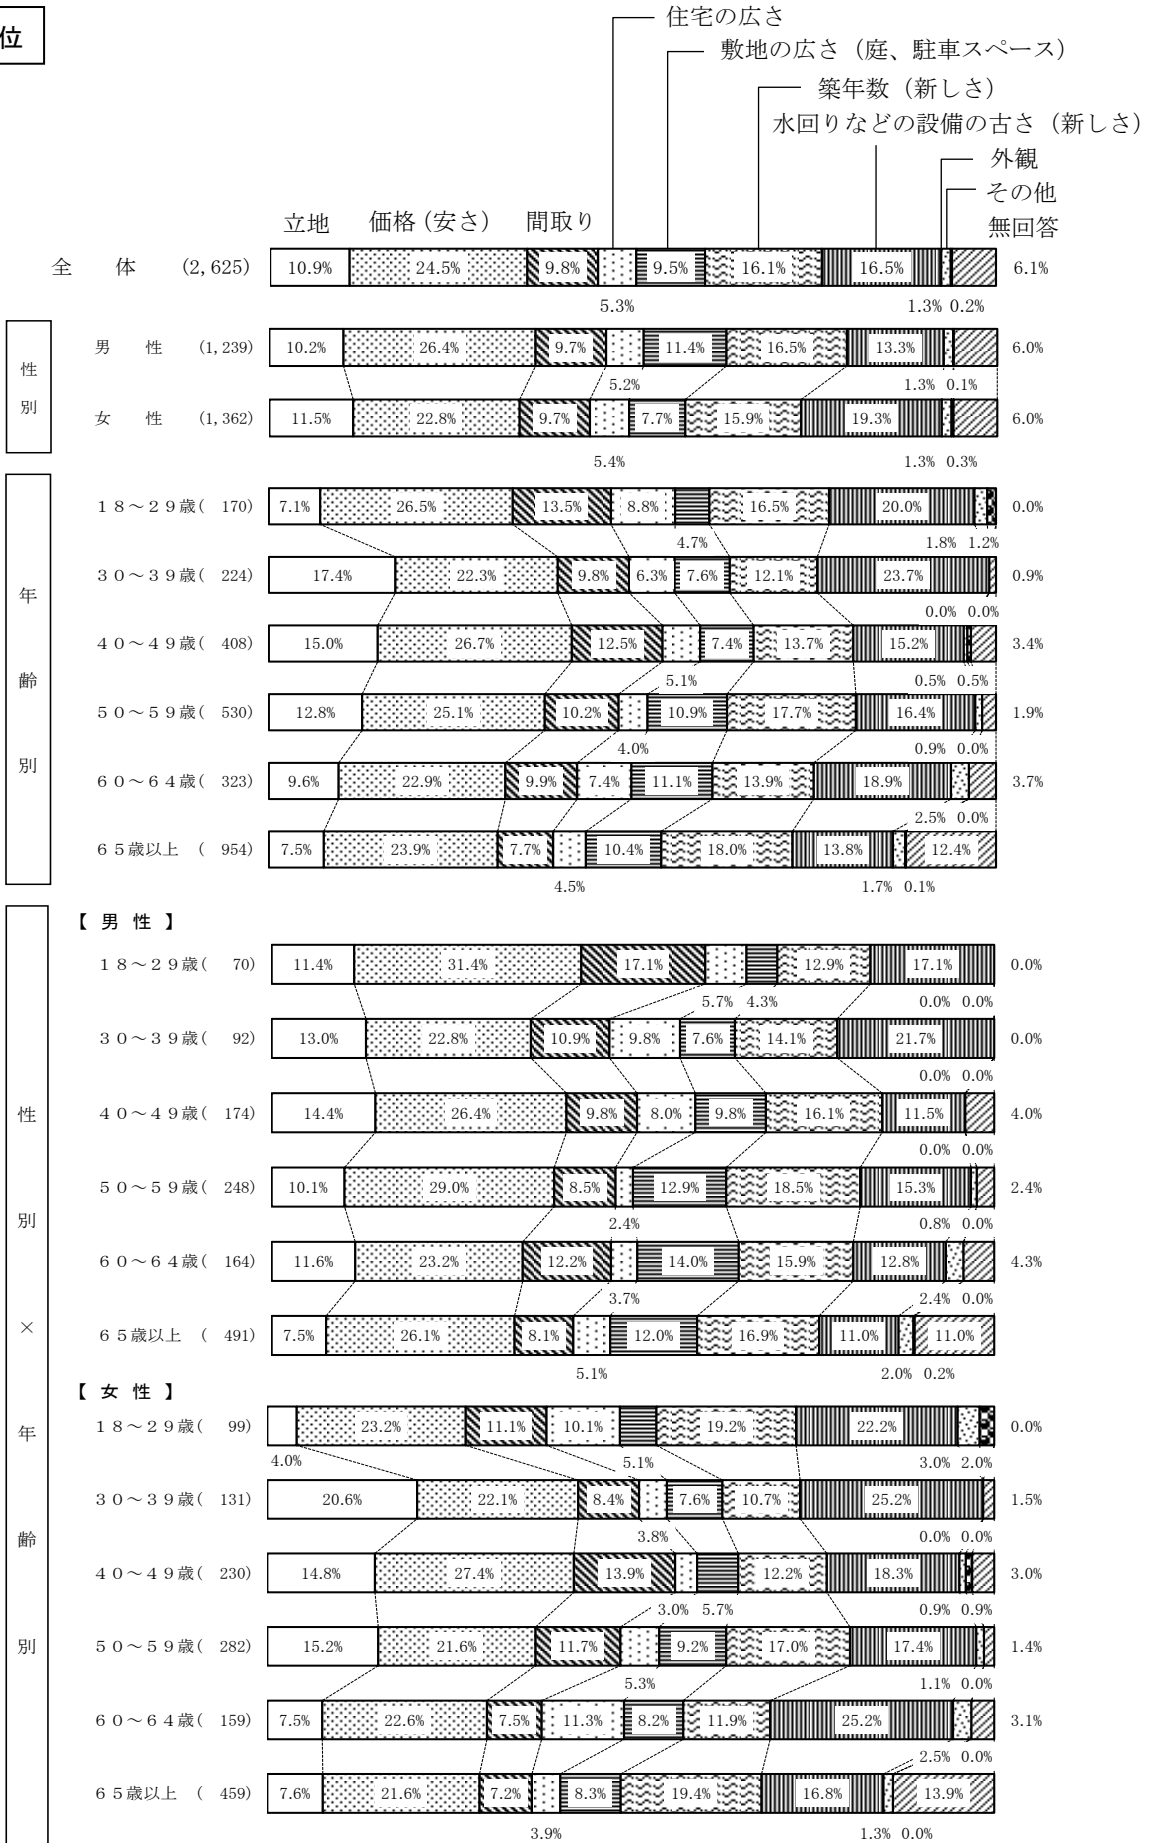 位
住宅の広さ
敷地の広さ（庭、駐車スペース）
築年数（新しさ）
水回りなどの設備の古さ（新しさ）
外観
その他
立地　価格（安さ）　間取り　無回答
全　体　(2,625)　10.9%　24.5%　9.8%　9.5%　16.1%　16.5%　6.1%
5.3%　1.3%　0.2%
性別
男　性　(1,239)　10.2%　26.4%　9.7%　11.4%　16.5%　13.3%　6.0%
5.2%　1.3%　0.1%
女　性　(1,362)　11.5%　22.8%　9.7%　7.7%　15.9%　19.3%　6.0%
5.4%　1.3%　0.3%
年齢別
１８～２９歳(　170)　7.1%　26.5%　13.5%　8.8%　16.5%　20.0%　0.0%
4.7%　1.8%　1.2%
３０～３９歳(　224)　17.4%　22.3%　9.8%　6.3%　7.6%　12.1%　23.7%　0.9%
0.0%　0.0%
４０～４９歳(　408)　15.0%　26.7%　12.5%　7.4%　13.7%　15.2%　3.4%
5.1%　0.5%　0.5%
５０～５９歳(　530)　12.8%　25.1%　10.2%　10.9%　17.7%　16.4%　1.9%
4.0%　0.9%　0.0%
６０～６４歳(　323)　9.6%　22.9%　9.9%　7.4%　11.1%　13.9%　18.9%　3.7%
2.5%　0.0%
６５歳以上　(　954)　7.5%　23.9%　7.7%　10.4%　18.0%　13.8%　12.4%
4.5%　1.7%　0.1%
性別×年齢別
【 男 性 】
１８～２９歳(　70)　11.4%　31.4%　17.1%　12.9%　17.1%　0.0%
5.7%　4.3%　0.0%　0.0%
３０～３９歳(　92)　13.0%　22.8%　10.9%　9.8%　7.6%　14.1%　21.7%　0.0%
0.0%　0.0%
４０～４９歳(　174)　14.4%　26.4%　9.8%　8.0%　9.8%　16.1%　11.5%　4.0%
0.0%　0.0%
５０～５９歳(　248)　10.1%　29.0%　8.5%　12.9%　18.5%　15.3%　2.4%
2.4%　0.8%　0.0%
６０～６４歳(　164)　11.6%　23.2%　12.2%　14.0%　15.9%　12.8%　4.3%
3.7%　2.4%　0.0%
６５歳以上　(　491)　7.5%　26.1%　8.1%　12.0%　16.9%　11.0%　11.0%
5.1%　2.0%　0.2%
【 女 性 】
１８～２９歳(　99)　23.2%　11.1%　10.1%　19.2%　22.2%　0.0%
4.0%　5.1%　3.0%　2.0%
３０～３９歳(　131)　20.6%　22.1%　8.4%　7.6%　10.7%　25.2%　1.5%
3.8%　0.0%　0.0%
４０～４９歳(　230)　14.8%　27.4%　13.9%　12.2%　18.3%　3.0%
3.0%　5.7%　0.9%　0.9%
５０～５９歳(　282)　15.2%　21.6%　11.7%　9.2%　17.0%　17.4%　1.4%
5.3%　1.1%　0.0%
６０～６４歳(　159)　7.5%　22.6%　7.5%　11.3%　8.2%　11.9%　25.2%　3.1%
2.5%　0.0%
６５歳以上　(　459)　7.6%　21.6%　7.2%　8.3%　19.4%　16.8%　13.9%
3.9%　1.3%　0.0%